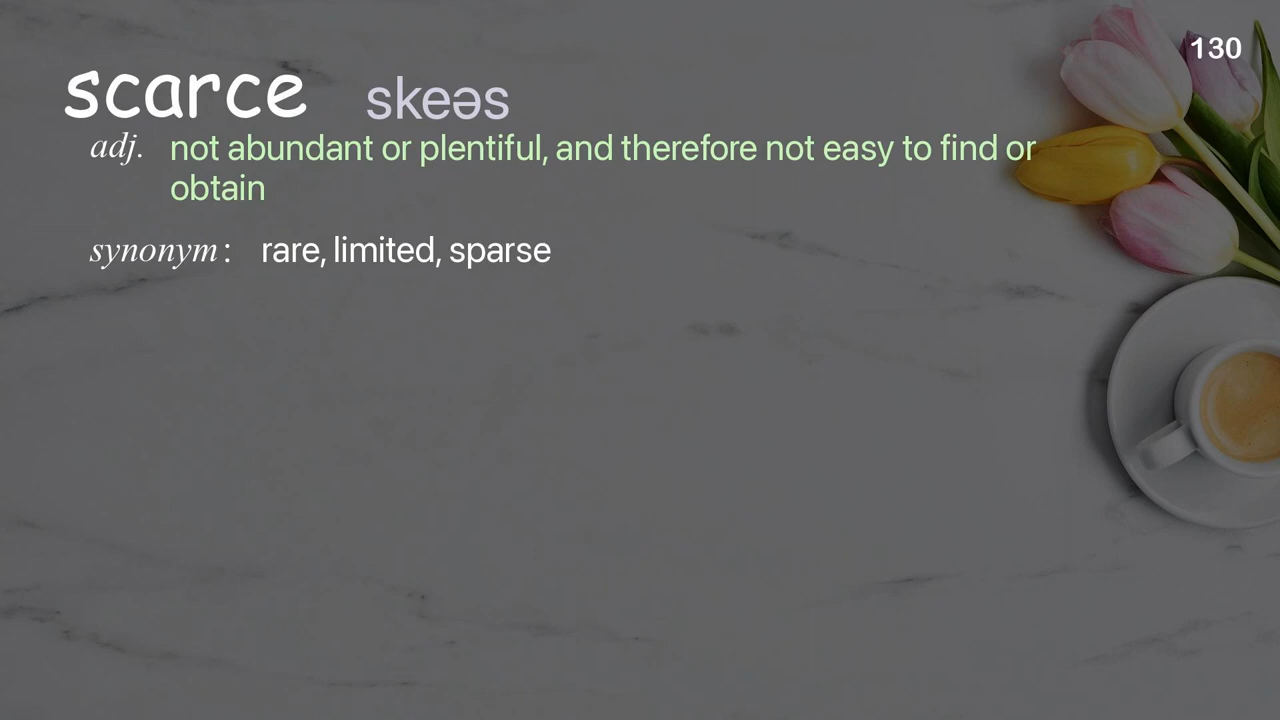 130
scarce skeəs
adj. not abundant or plentiful, and therefore not easy to find or
obtain
synonym : rare, limited, sparse